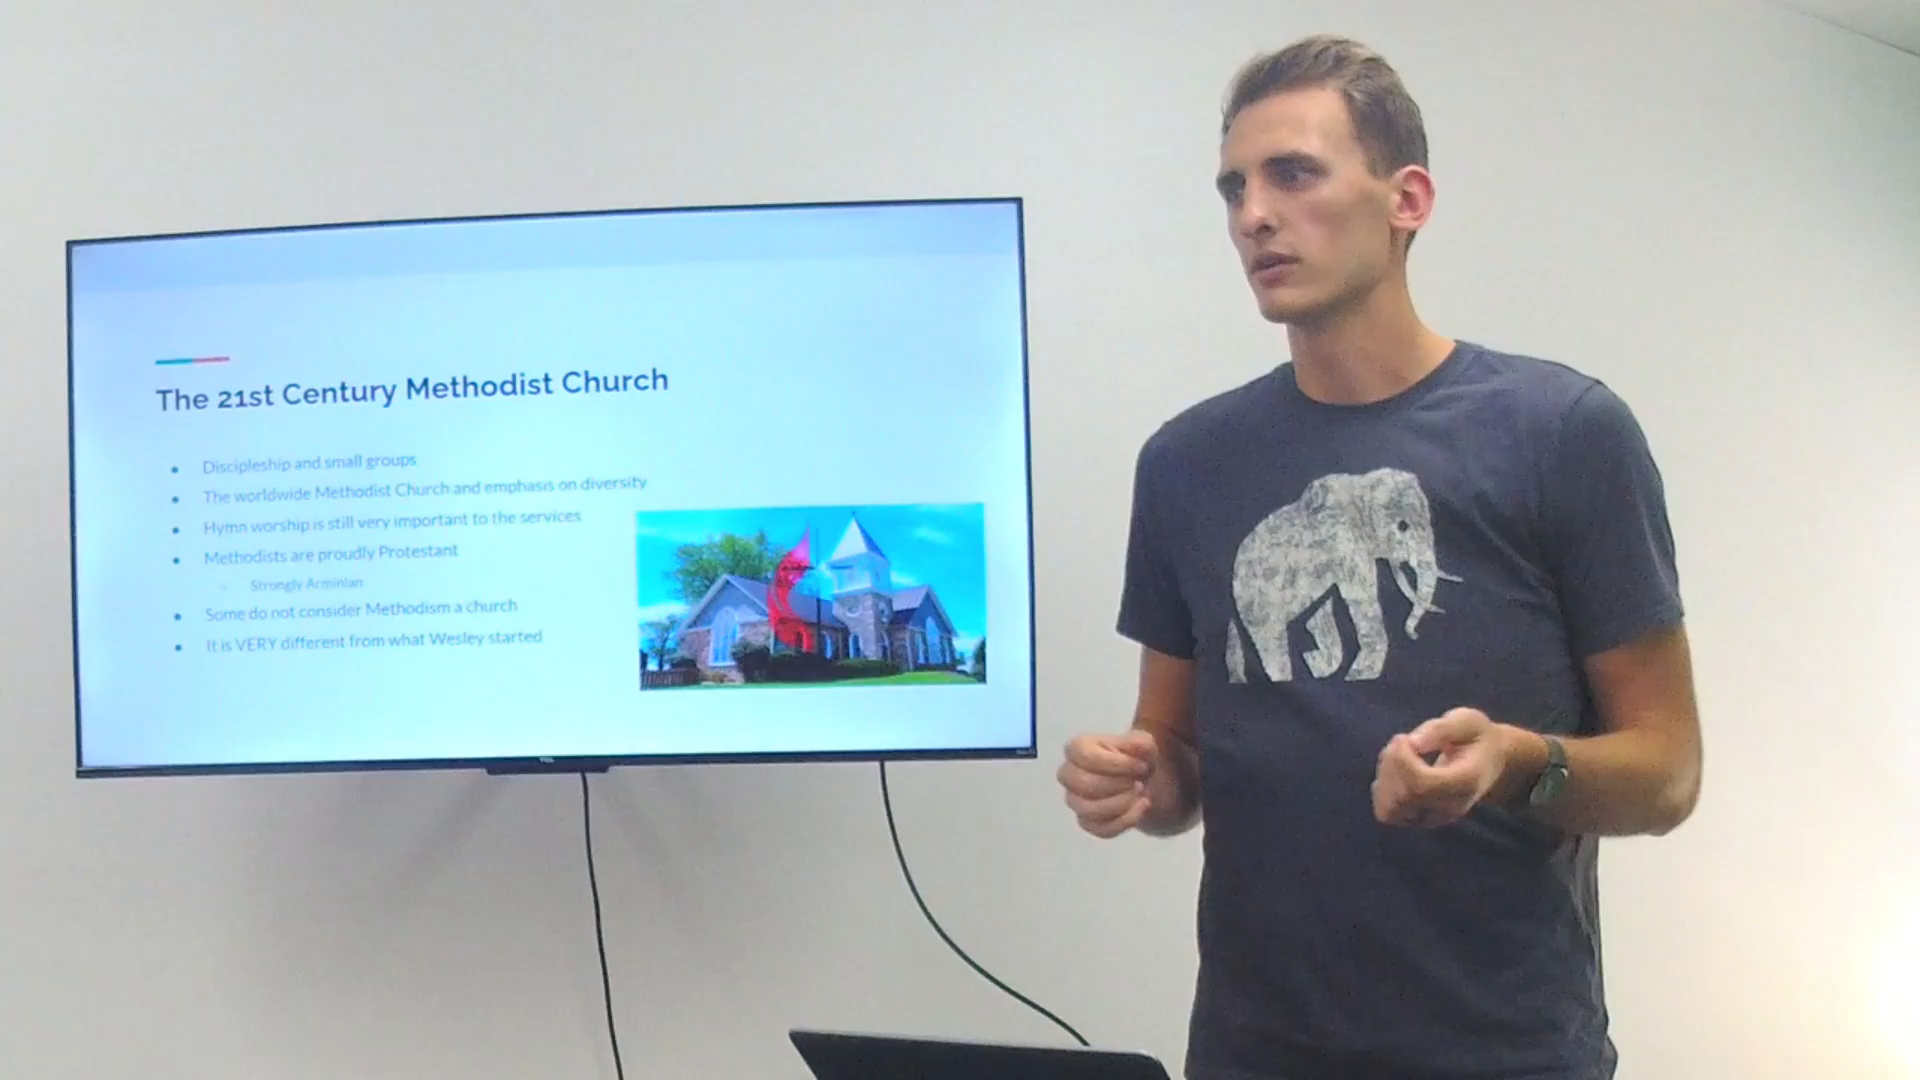 The 21st Century Methodist Church
Discipleship and small groups
The worldwide Methodist Church and emphasis on diversity
Hymn worship is still very important to the services
Methodists are proudly Protestant
Strongly Arminian
Some do not consider Methodism a church
It is VERY different from what Wesley started
TCL